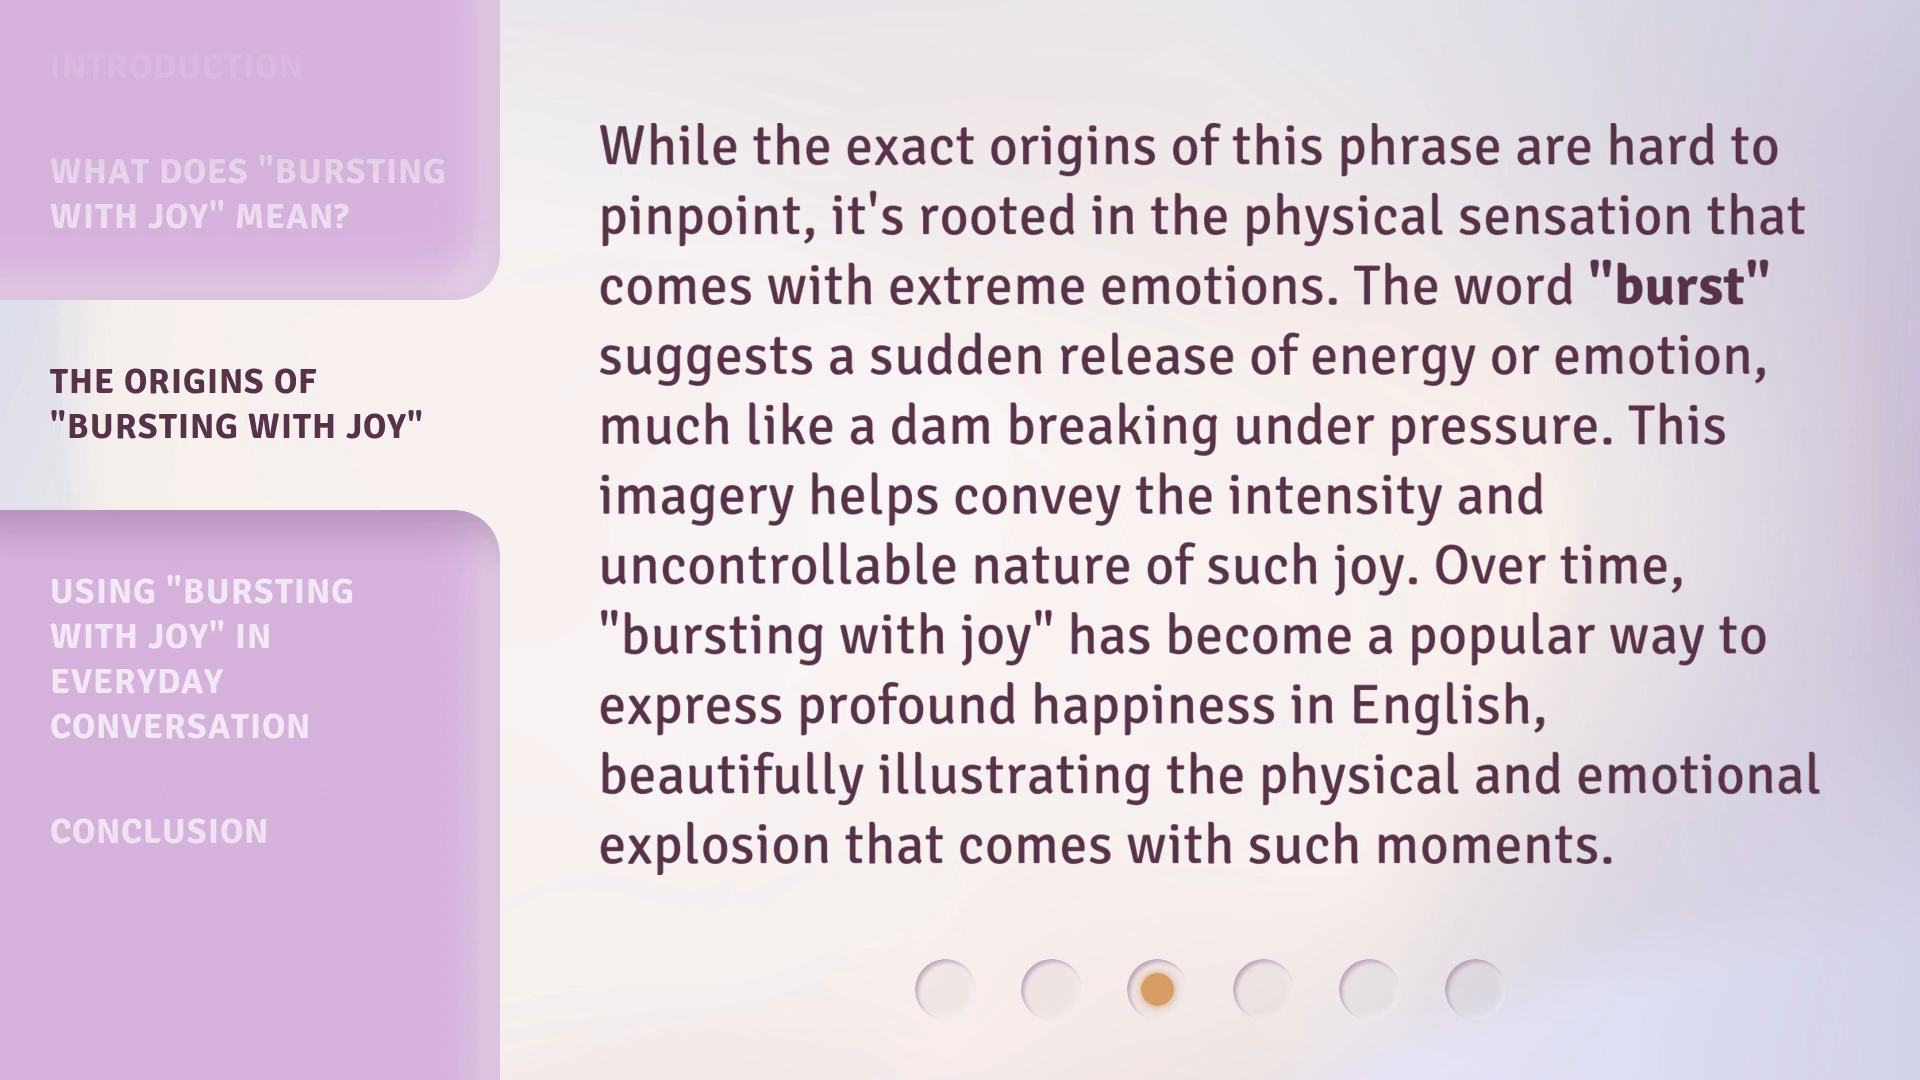 INTRODUCTION
WHAT DOES "BURSTING
WITH JOY" MEAN?
THE ORIGINS OF
"BURSTING WITH JOY"
USING "BURSTING
WITH JOY" IN
EVERYDAY
CONVERSATION
CONCLUSION
While the exact origins of this phrase are hard to
pinpoint, it's rooted in the physical sensation that
comes with extreme emotions. The word "burst"
suggests a sudden release of energy or emotion,
much like a dam breaking under pressure. This
imagery helps convey the intensity and
uncontrollable nature of such joy. Over time,
"bursting with joy" has become a popular way to
express profound happiness in English,
beautifully illustrating the physical and emotional
explosion that comes with such moments.